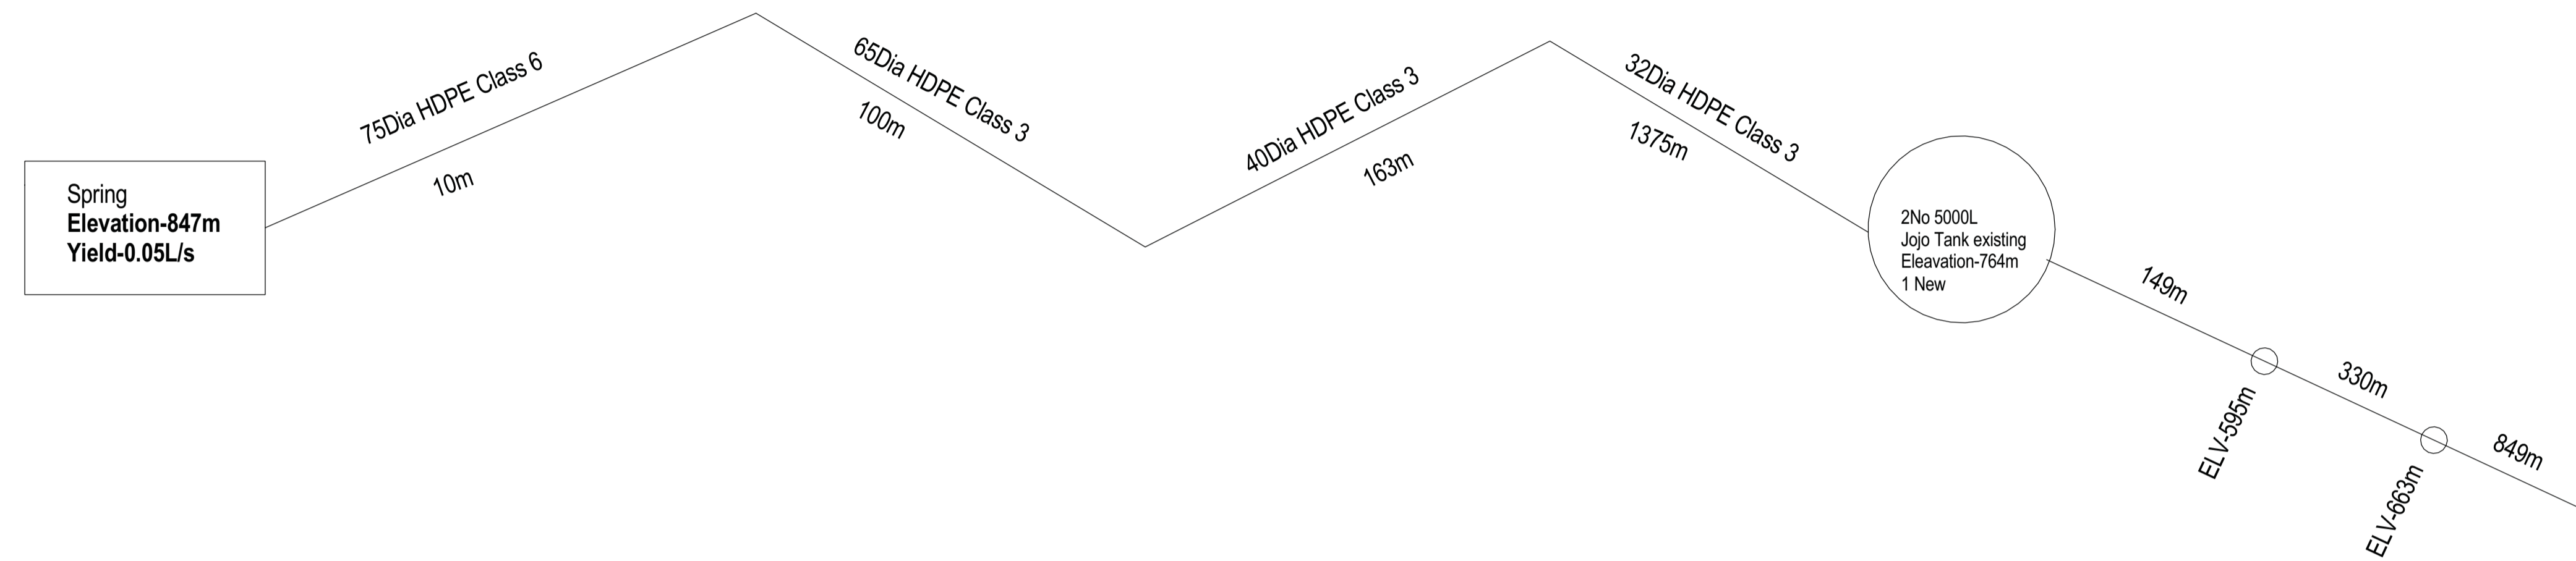 Spring
Elevation-847m
Yield-0.05L/s
75Dia HDPE Class 6
10m
65Dia HDPE Class 3
100m
40Dia HDPE Class 3
163m
32Dia HDPE Class 3
1375m
2No 5000L
Jojo Tank existing
Eleavation-764m
1 New
149m
ELV-595m
330m
ELV-663m
849m